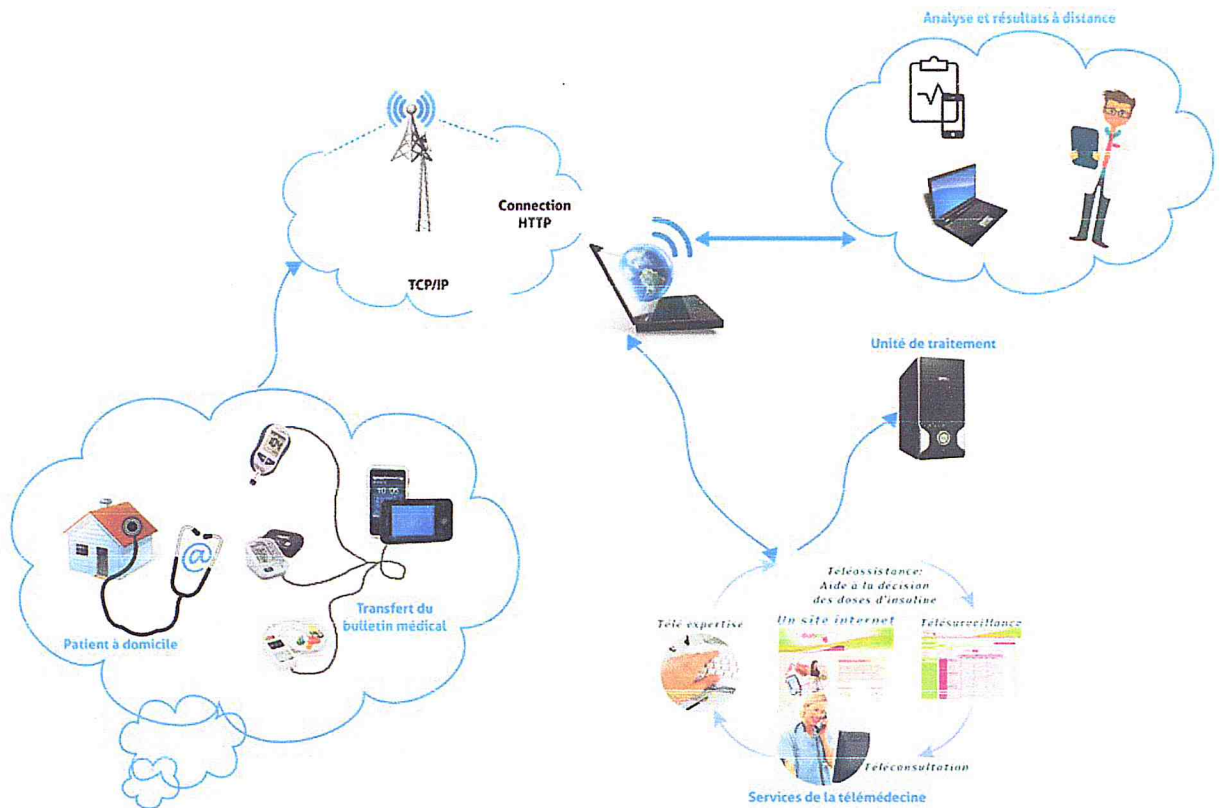 Analyse et résultats à distance
Connection
HTTP
TCP/IP
Unité de traitement
Transfert du
bulletin médical
Patient à domicile
@
Téléassistance:
Aide à la décision
des doses d'insuline
Télé expertise
Un site internet
Télésurveillance
Téléconsultation
Services de la télémédecine